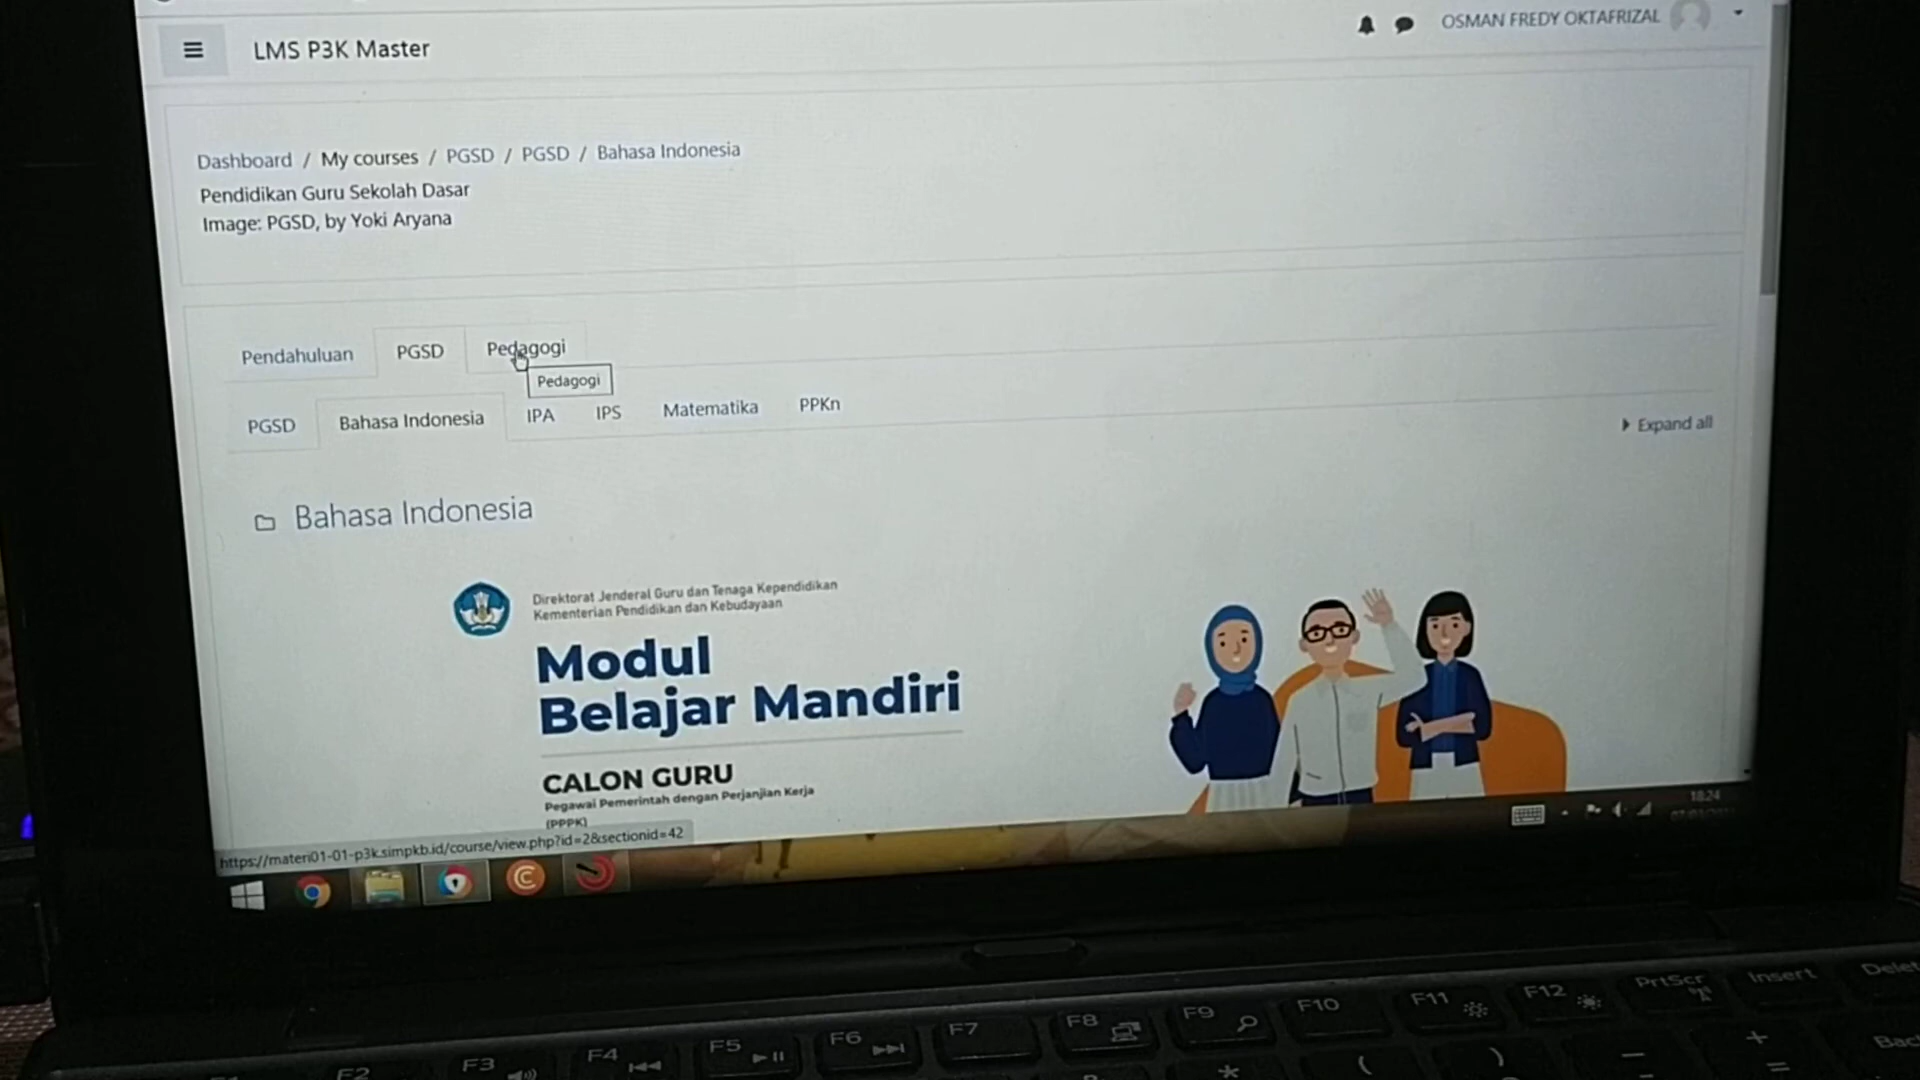 LMS P3K Master
OSMAN FREDY OKTAFRIZAL
Dashboard / My courses / PGSD / PGSD / Bahasa Indonesia
Pendidikan Guru Sekolah Dasar
Image: PGSD, by Yoki Aryana
Pendahuluan PGSD Pedagogi
Pedagogi
PGSD Bahasa Indonesia IPA IPS Matematika PPKn
Expand all
Bahasa Indonesia
Direktorat Jenderal Guru dan Tenaga Kependidikan
Kementerian Pendidikan dan Kebudayaan
Modul
Belajar Mandiri
CALON GURU
Pegawai Pemerintah dengan Perjanjian Kerja
(PPPK)
https://materi01-01-p3k.simpkb.id/course/view.php?id=2&sectionid=42
18:24
PrtScr Insert
F2 F3 F4 F5 F6 F7 F8 F9 F10 F11 F12